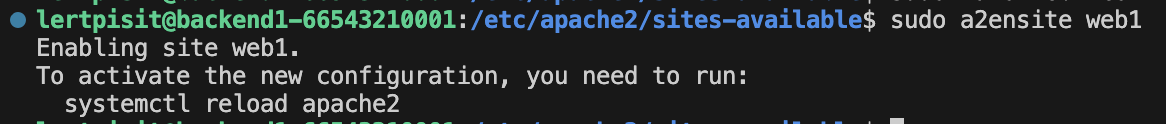 lertpisit@backend1-66543210001:/etc/apache2/sites-available$ sudo a2ensite web1
Enabling site web1.
To activate the new configuration, you need to run:
  systemctl reload apache2